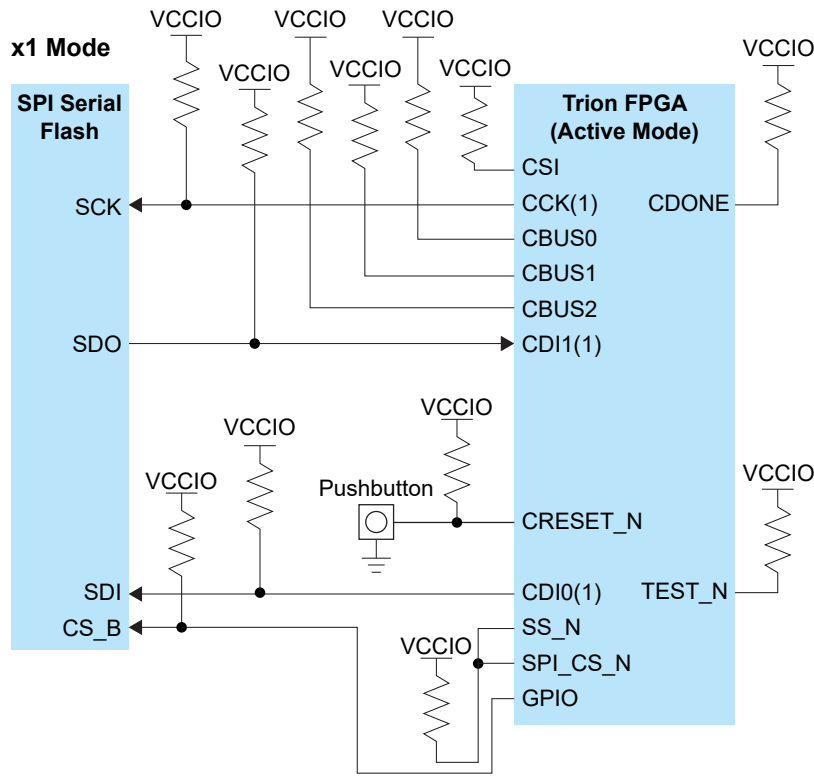 x1 Mode
VCCIO
VCCIO
VCCIO
VCCIO
VCCIO
VCCIO
VCCIO
SPI Serial
Flash
SCK
SDO
SDI
CS_B
VCCIO
VCCIO
VCCIO
Pushbutton
VCCIO
Trion FPGA
(Active Mode)
CSI
CCK(1)
CDONE
CBUS0
CBUS1
CBUS2
CDI1(1)
CRESET_N
CDI0(1)
TEST_N
SS_N
SPI_CS_N
GPIO
VCCIO